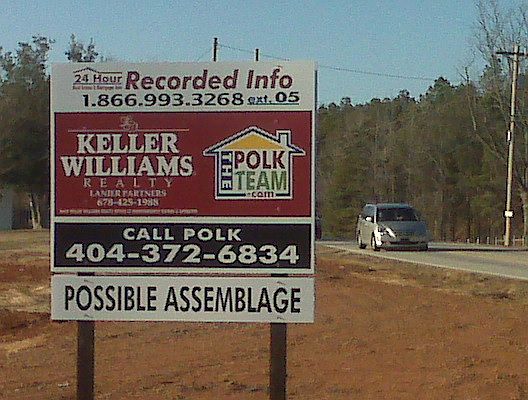 24 Hour
Recorded Info
1.866.993.3268 ext.05
KELLER
WILLIAMS
REALTY
LANIER PARTNERS
678-425-1988
THE
POLK
TEAM
.com
CALL POLK
404-372-6834
POSSIBLE ASSEMBLAGE